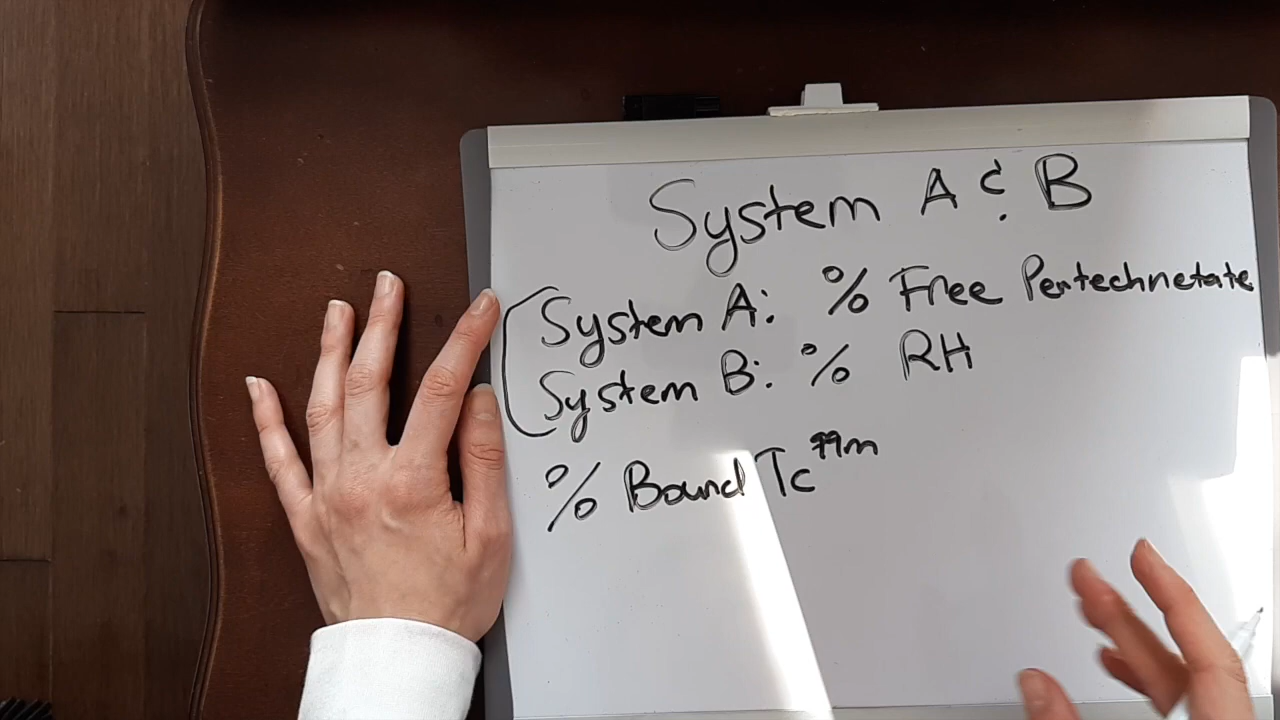 System A & B
System A: % Free Pertechnetate
System B: % RH
% Bound Tc99m